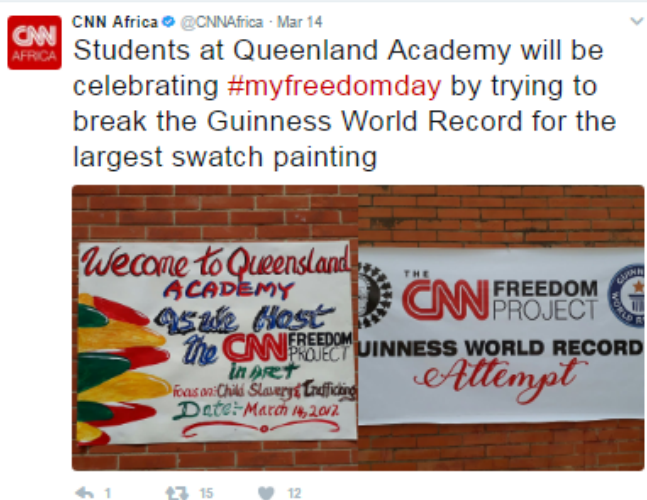 CNN Africa @CNNAfrica · Mar 14
CNN
AFRICA
Students at Queenland Academy will be
celebrating #myfreedomday by trying to
break the Guinness World Record for the
largest swatch painting
Wecome to Queensland
ACADEMY
As we Host
the CNN FREEDOM
PROJECT
in ART
Focus on: Child Slavery & Trafficking
Date:- March 14, 2017
THE
CNN FREEDOM
PROJECT
UINNESS WORLD RECORD
Attempt
1 15 12